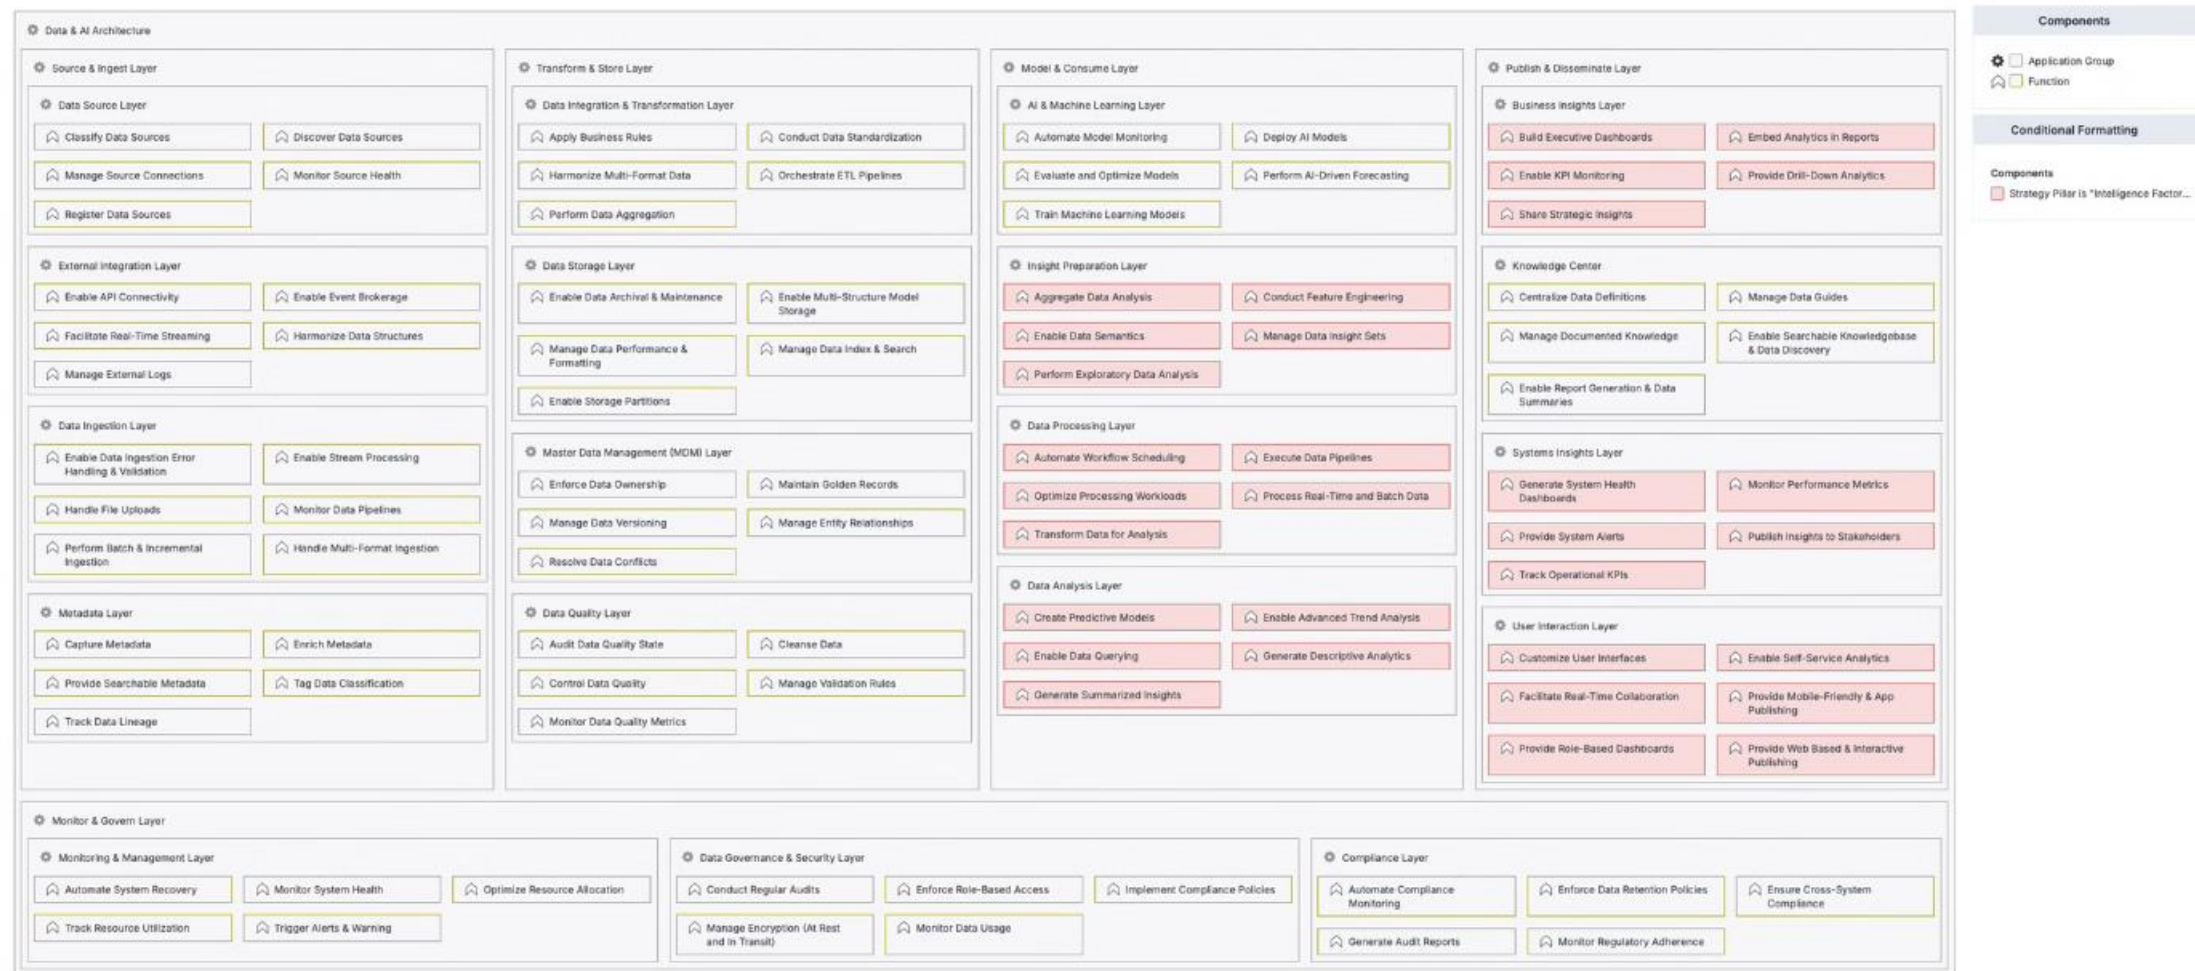 Data & AI Architecture
Source & Ingest Layer
Data Source Layer
Classify Data Sources
Discover Data Sources
Manage Source Connections
Monitor Source Health
Register Data Sources
External Integration Layer
Enable API Connectivity
Enable Event Brokerage
Facilitate Real-Time Streaming
Harmonize Data Structures
Manage External Logs
Data Ingestion Layer
Enable Data Ingestion Error
Handling & Validation
Enable Stream Processing
Handle File Uploads
Monitor Data Pipelines
Perform Batch & Incremental
Ingestion
Handle Multi-Format Ingestion
Metadata Layer
Capture Metadata
Enrich Metadata
Provide Searchable Metadata
Tag Data Classification
Track Data Lineage
Transform & Store Layer
Data Integration & Transformation Layer
Apply Business Rules
Conduct Data Standardization
Harmonize Multi-Format Data
Orchestrate ETL Pipelines
Perform Data Aggregation
Data Storage Layer
Enable Data Archival & Maintenance
Enable Multi-Structure Model
Storage
Manage Data Performance &
Formatting
Manage Data Index & Search
Enable Storage Partitions
Master Data Management (MDM) Layer
Enforce Data Ownership
Maintain Golden Records
Manage Data Versioning
Manage Entity Relationships
Resolve Data Conflicts
Data Quality Layer
Audit Data Quality State
Cleanse Data
Control Data Quality
Manage Validation Rules
Monitor Data Quality Metrics
Model & Consume Layer
AI & Machine Learning Layer
Automate Model Monitoring
Deploy AI Models
Evaluate and Optimize Models
Perform AI-Driven Forecasting
Train Machine Learning Models
Insight Preparation Layer
Aggregate Data Analysis
Conduct Feature Engineering
Enable Data Semantics
Manage Data Insight Sets
Perform Exploratory Data Analysis
Data Processing Layer
Automate Workflow Scheduling
Execute Data Pipelines
Optimize Processing Workloads
Process Real-Time and Batch Data
Transform Data for Analysis
Data Analysis Layer
Create Predictive Models
Enable Advanced Trend Analysis
Enable Data Querying
Generate Descriptive Analytics
Generate Summarized Insights
Publish & Disseminate Layer
Business Insights Layer
Build Executive Dashboards
Embed Analytics in Reports
Enable KPI Monitoring
Provide Drill-Down Analytics
Share Strategic Insights
Knowledge Center
Centralize Data Definitions
Manage Data Guides
Manage Documented Knowledge
Enable Searchable Knowledgebase
& Data Discovery
Enable Report Generation & Data
Summaries
Systems Insights Layer
Generate System Health
Dashboards
Monitor Performance Metrics
Provide System Alerts
Publish Insights to Stakeholders
Track Operational KPIs
User Interaction Layer
Customize User Interfaces
Enable Self-Service Analytics
Facilitate Real-Time Collaboration
Provide Mobile-Friendly & App
Publishing
Provide Role-Based Dashboards
Provide Web Based & Interactive
Publishing
Monitor & Govern Layer
Monitoring & Management Layer
Automate System Recovery
Monitor System Health
Optimize Resource Allocation
Track Resource Utilization
Trigger Alerts & Warning
Data Governance & Security Layer
Conduct Regular Audits
Enforce Role-Based Access
Implement Compliance Policies
Manage Encryption (At Rest
and In Transit)
Monitor Data Usage
Compliance Layer
Automate Compliance
Monitoring
Enforce Data Retention Policies
Ensure Cross-System
Compliance
Generate Audit Reports
Monitor Regulatory Adherence
Components
Application Group
Function
Conditional Formatting
Components
Strategy Pillar is "Intelligence Factor...